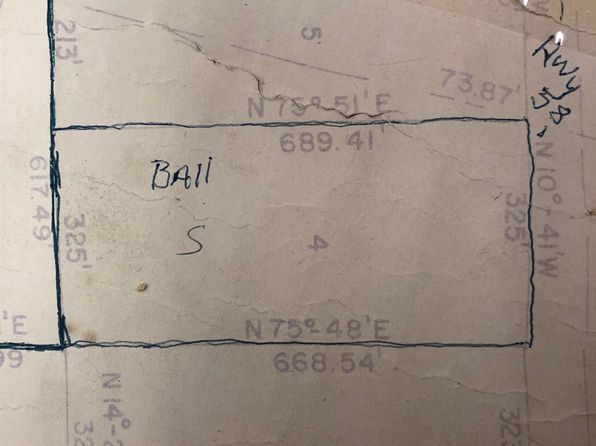 213'
5
73.87'
HWY 58
N 75°-51' E
689.41'
BAll
S
4
617.49'
325'
325'
N 10°-41' W
N 75°-48' E
668.54'
N 14°-